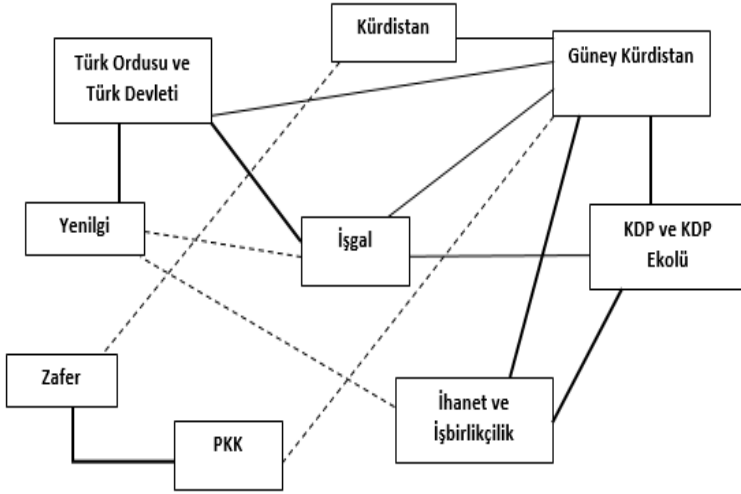 Kürdistan
Türk Ordusu ve
Türk Devleti
Güney Kürdistan
Yenilgi
İşgal
KDP ve KDP
Ekolü
Zafer
PKK
İhanet ve
İşbirlikçilik